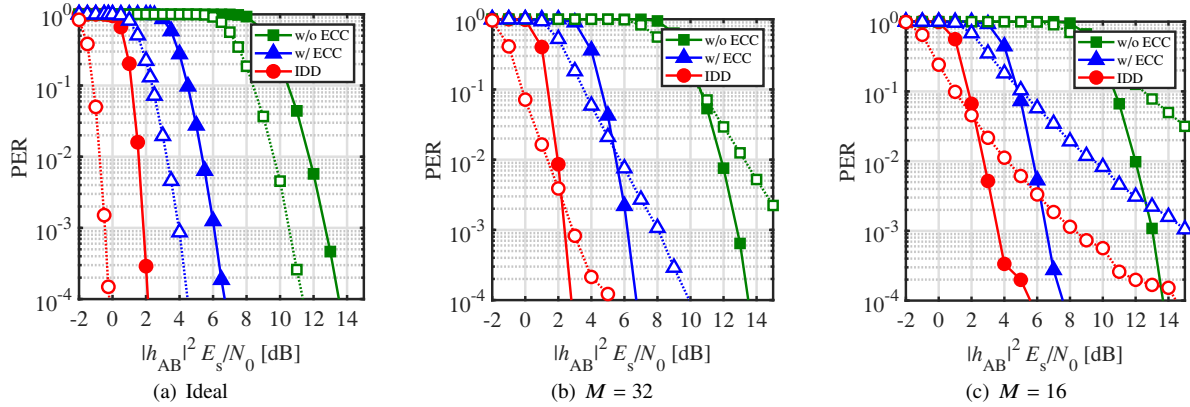 10^0
10^-1
10^-2
10^-3
10^-4
PER
-2 0 2 4 6 8 10 12 14
|h_AB|^2 E_s/N_0 [dB]
w/o ECC
w/ ECC
IDD
(a) Ideal
10^0
10^-1
10^-2
10^-3
10^-4
PER
-2 0 2 4 6 8 10 12 14
|h_AB|^2 E_s/N_0 [dB]
w/o ECC
w/ ECC
IDD
(b) M = 32
10^0
10^-1
10^-2
10^-3
10^-4
PER
-2 0 2 4 6 8 10 12 14
|h_AB|^2 E_s/N_0 [dB]
w/o ECC
w/ ECC
IDD
(c) M = 16